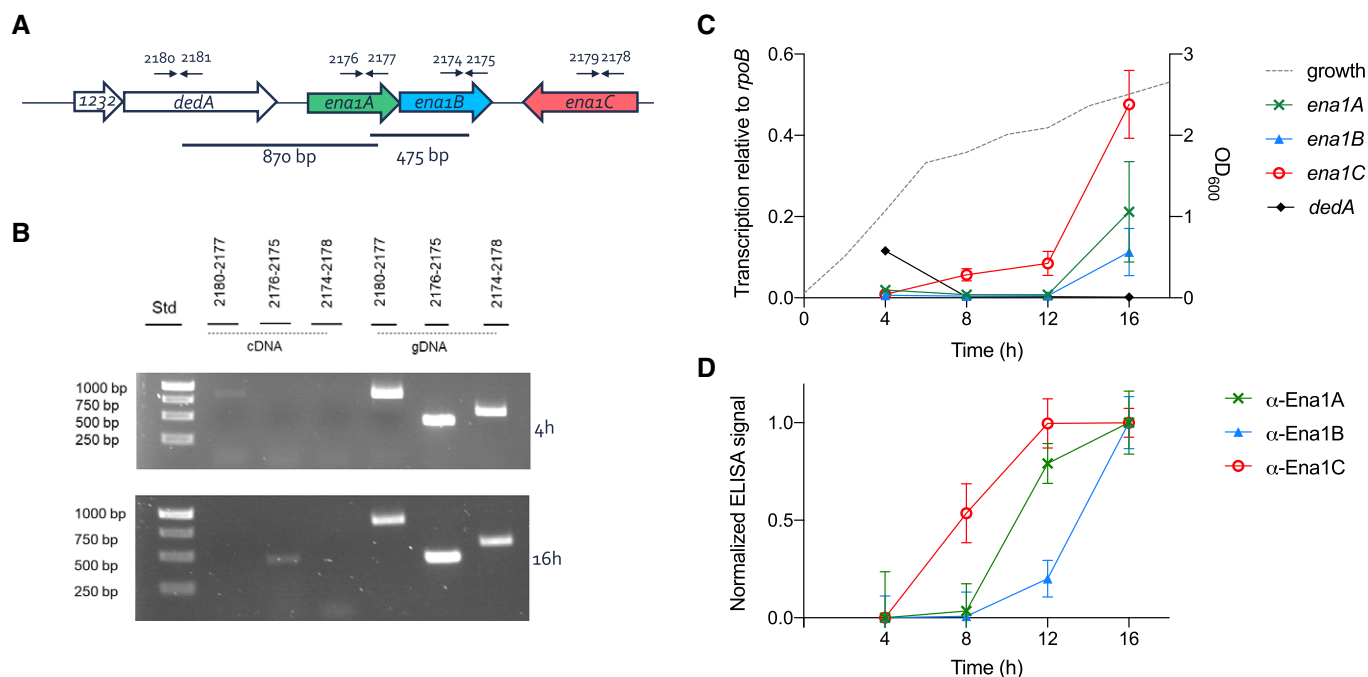 A
2180 2181
2176 2177
2174 2175
2179 2178
1232
dedA
ena1A
ena1B
ena1C
870 bp
475 bp
B
Std
2180-2177
2176-2175
2174-2178
2180-2177
2176-2175
2174-2178
cDNA
gDNA
1000 bp
750 bp
500 bp
250 bp
4h
1000 bp
750 bp
500 bp
250 bp
16h
C
Transcription relative to rpoB
0.6
0.4
0.2
0.0
0
4
8
12
16
Time (h)
3
2
1
0
OD600
growth
ena1A
ena1B
ena1C
dedA
D
Normalized ELISA signal
1.0
0.5
0.0
4
8
12
16
Time (h)
α-Ena1A
α-Ena1B
α-Ena1C